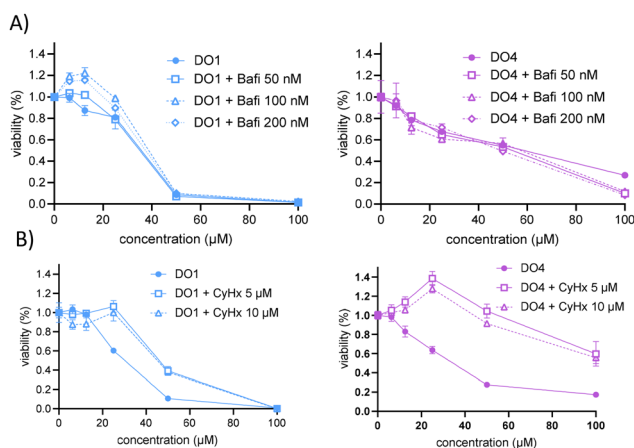 A)
viability (%)
1.4
1.2
1.0
0.8
0.6
0.4
0.2
0.0
0
20
40
60
80
100
concentration (µM)
DO1
DO1 + Bafi 50 nM
DO1 + Bafi 100 nM
DO1 + Bafi 200 nM
viability (%)
1.4
1.2
1.0
0.8
0.6
0.4
0.2
0.0
0
20
40
60
80
100
concentration (µM)
DO4
DO4 + Bafi 50 nM
DO4 + Bafi 100 nM
DO4 + Bafi 200 nM
B)
viability (%)
1.4
1.2
1.0
0.8
0.6
0.4
0.2
0.0
0
20
40
60
80
100
concentration (µM)
DO1
DO1 + CyHx 5 µM
DO1 + CyHx 10 µM
viability (%)
1.6
1.4
1.2
1.0
0.8
0.6
0.4
0.2
0.0
0
20
40
60
80
100
concentration (µM)
DO4
DO4 + CyHx 5 µM
DO4 + CyHx 10 µM